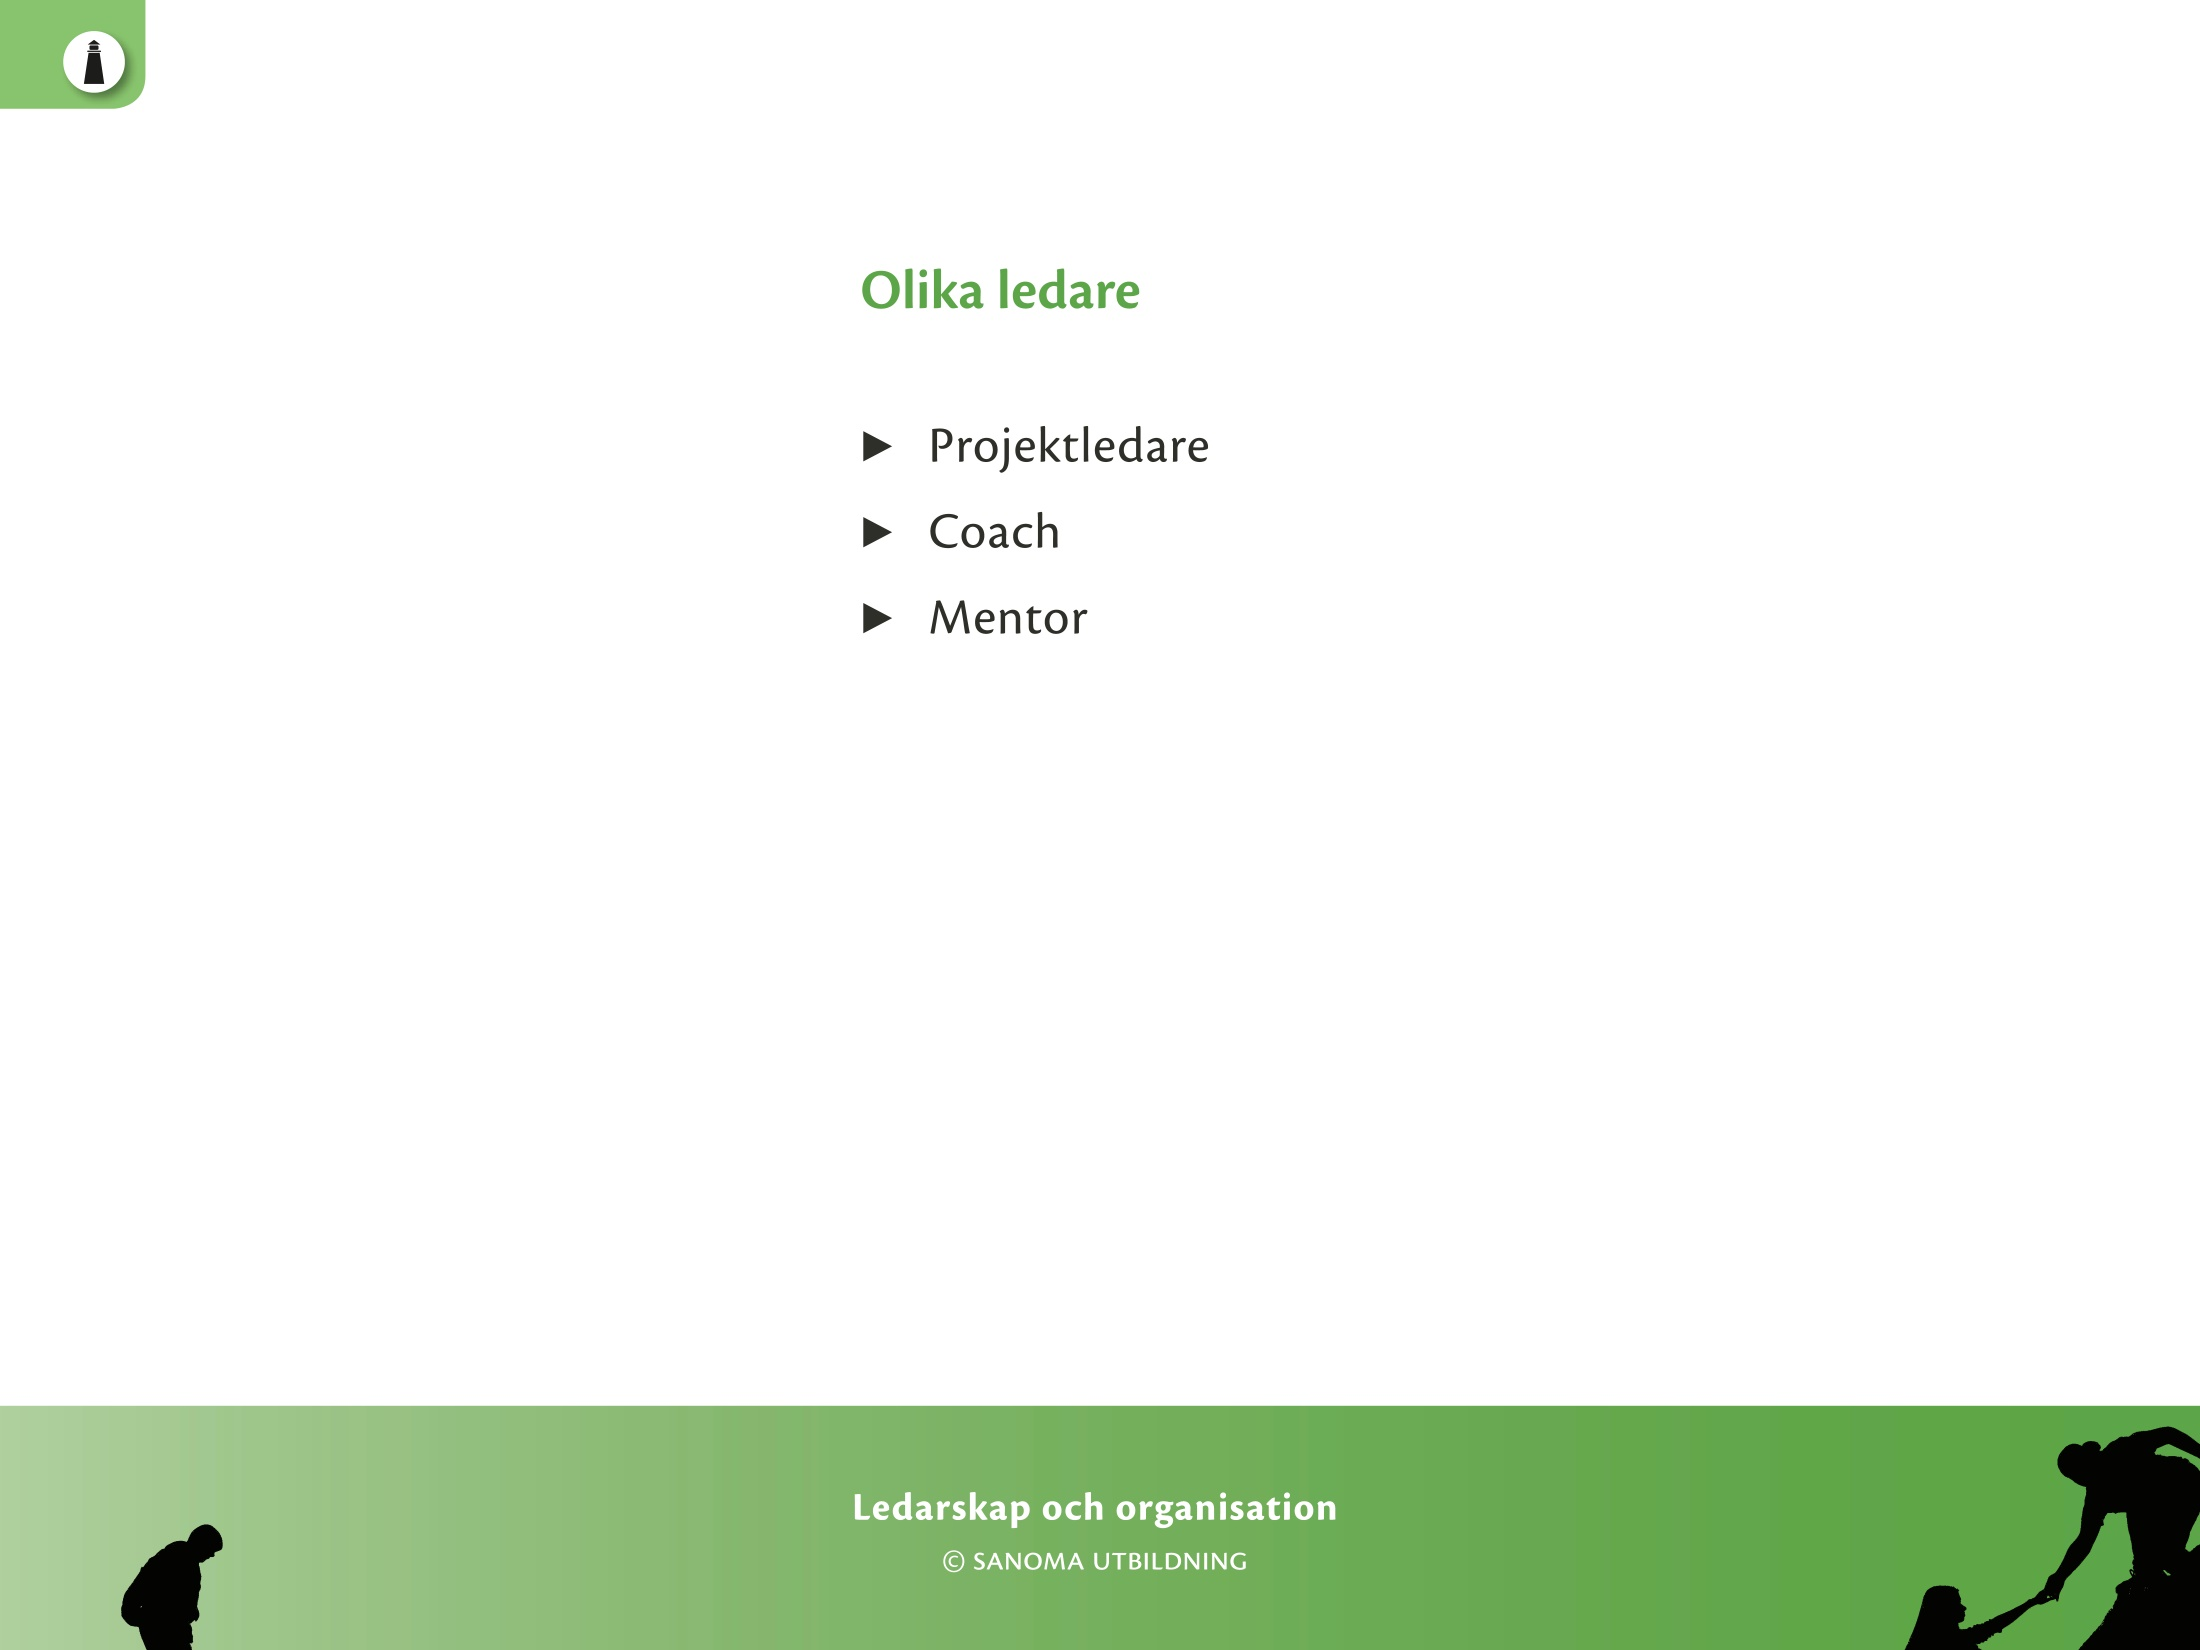 Olika ledare
► Projektledare
► Coach
► Mentor
Ledarskap och organisation
© SANOMA UTBILDNING